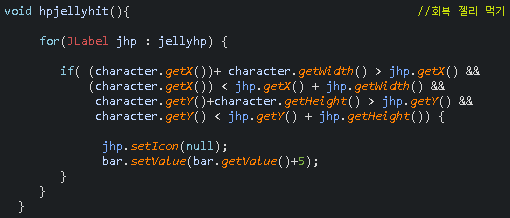 void hpjellyhit(){ //회복 젤리 먹기
for(JLabel jhp : jellyhp) {
if( (character.getX())+ character.getWidth() > jhp.getX() &&
(character.getX()) < jhp.getX() + jhp.getWidth() &&
character.getY()+character.getHeight() > jhp.getY() &&
character.getY() < jhp.getY() + jhp.getHeight()) {
jhp.setIcon(null);
bar.setValue(bar.getValue()+5);
}
}
}